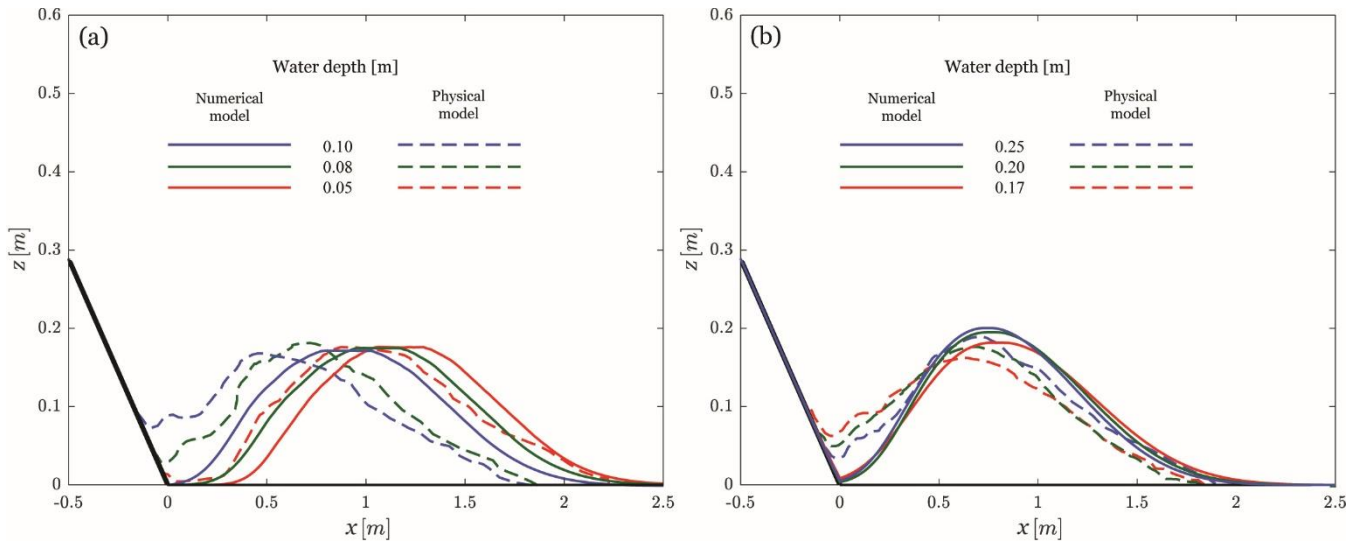 (a)
Water depth [m]
Numerical model
Physical model
0.10
0.08
0.05
0.6
0.5
0.4
0.3
0.2
0.1
0
z [m]
-0.5
0
0.5
1
1.5
2
2.5
x [m]
(b)
Water depth [m]
Numerical model
Physical model
0.25
0.20
0.17
0.6
0.5
0.4
0.3
0.2
0.1
0
z [m]
-0.5
0
0.5
1
1.5
2
2.5
x [m]